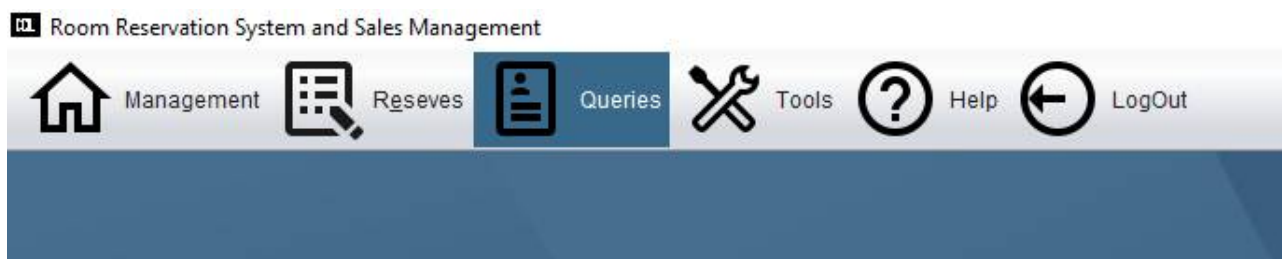 Room Reservation System and Sales Management
Management Reseves Queries Tools Help LogOut